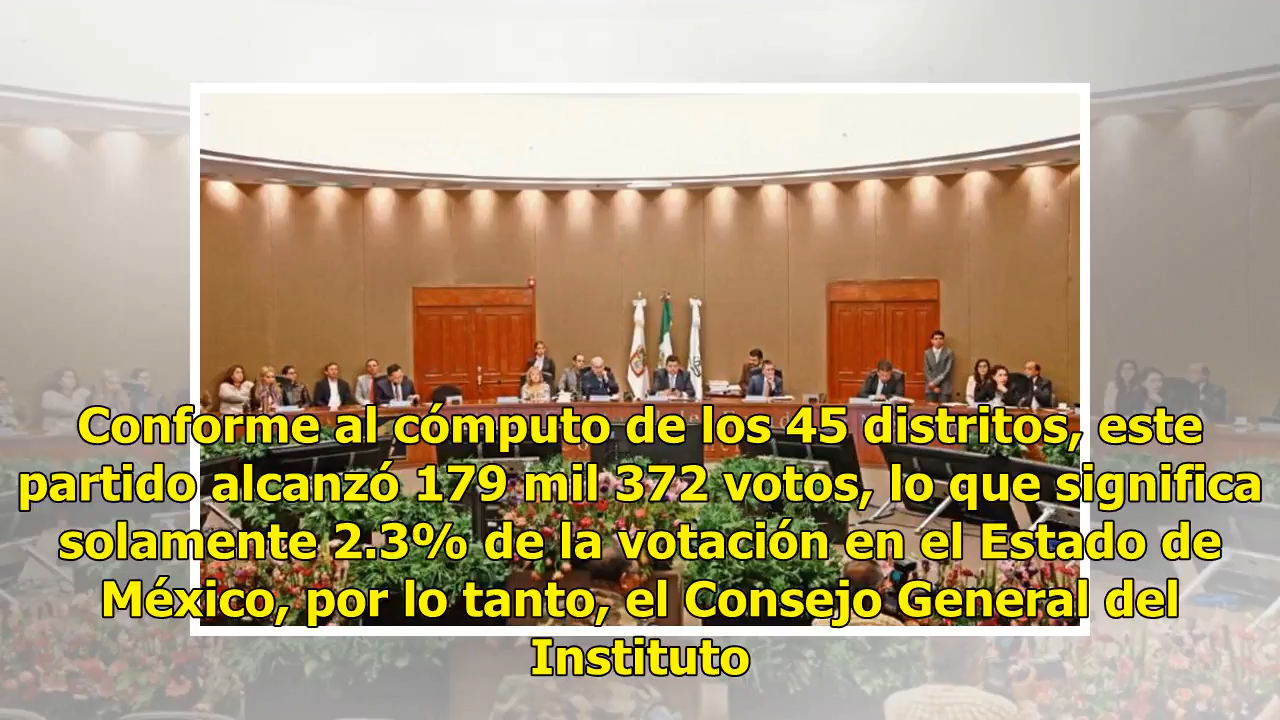 Conforme al cómputo de los 45 distritos, este
partido alcanzó 179 mil 372 votos, lo que significa
solamente 2.3% de la votación en el Estado de
México, por lo tanto, el Consejo General del
Instituto